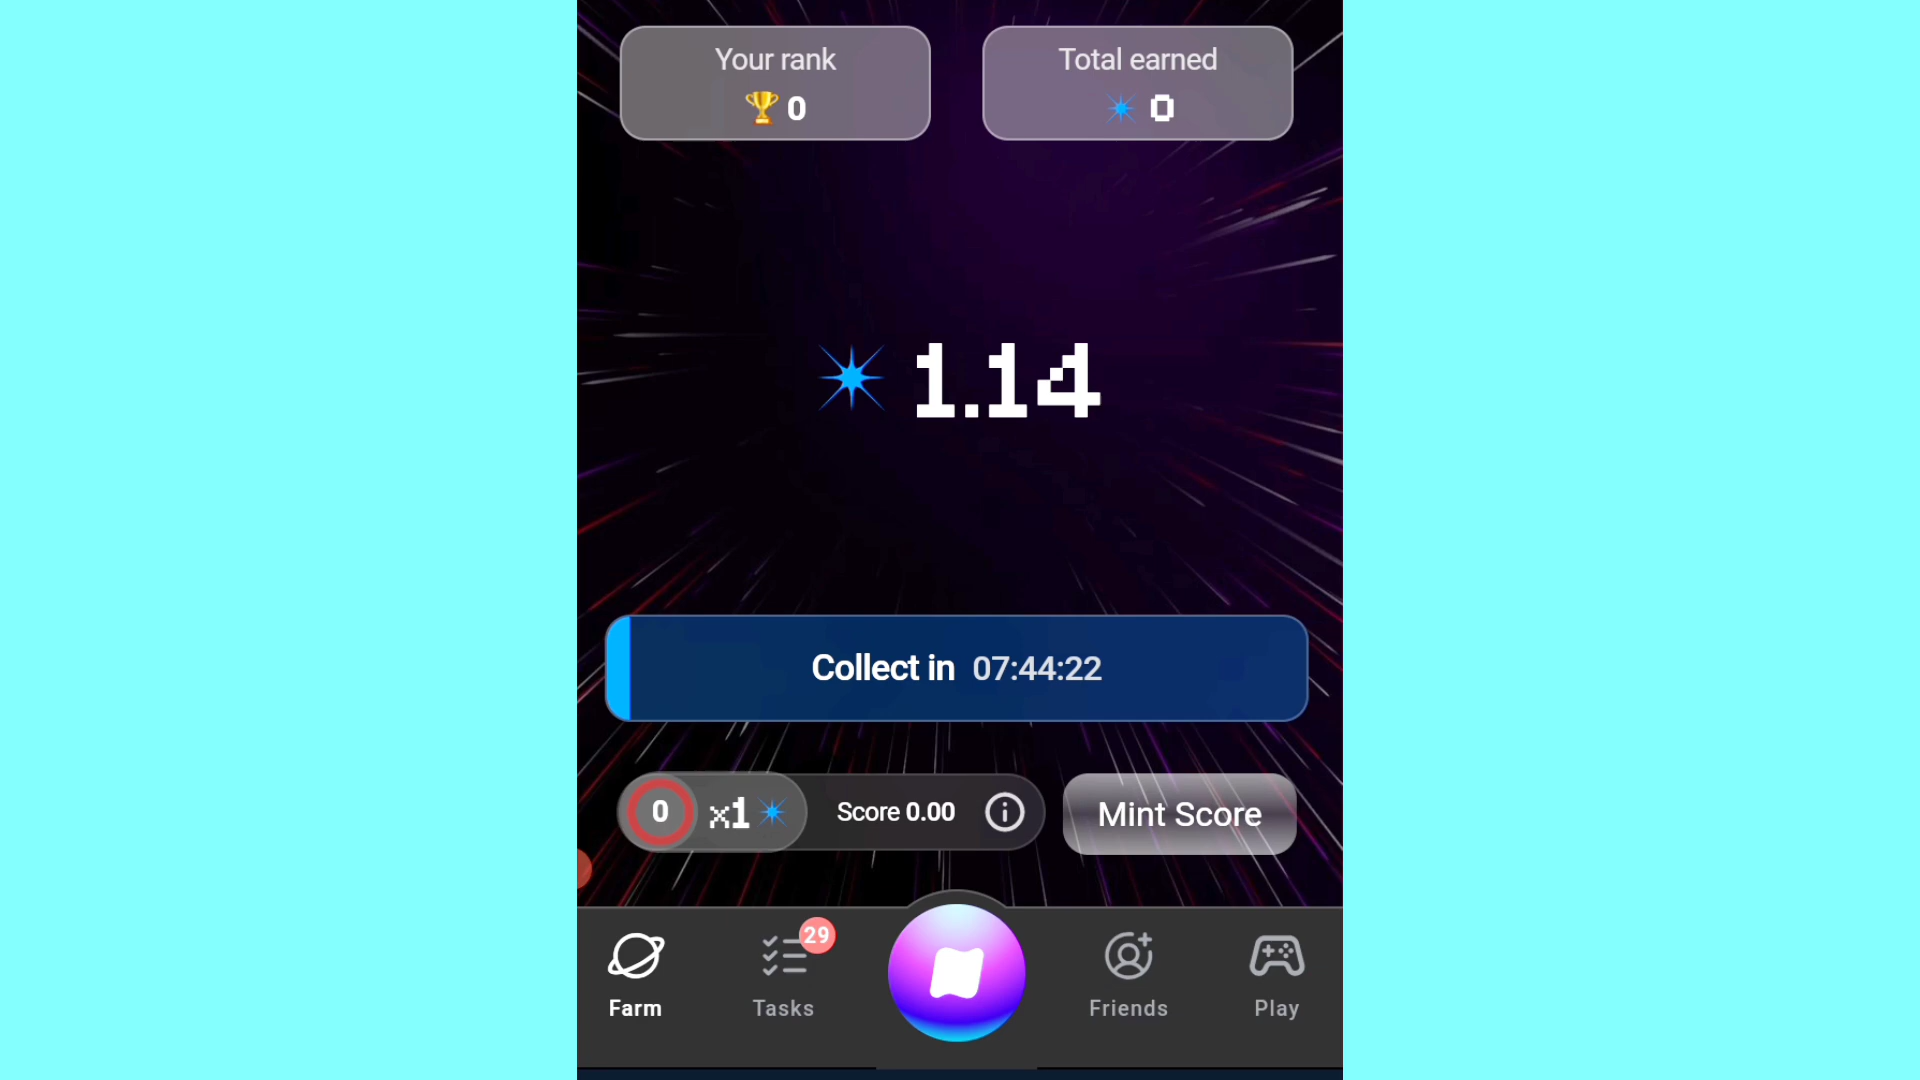 Your rank
0
Total earned
0
1.14
Collect in 07:44:22
0 x1 Score 0.00
Mint Score
29
Farm
Tasks
Friends
Play